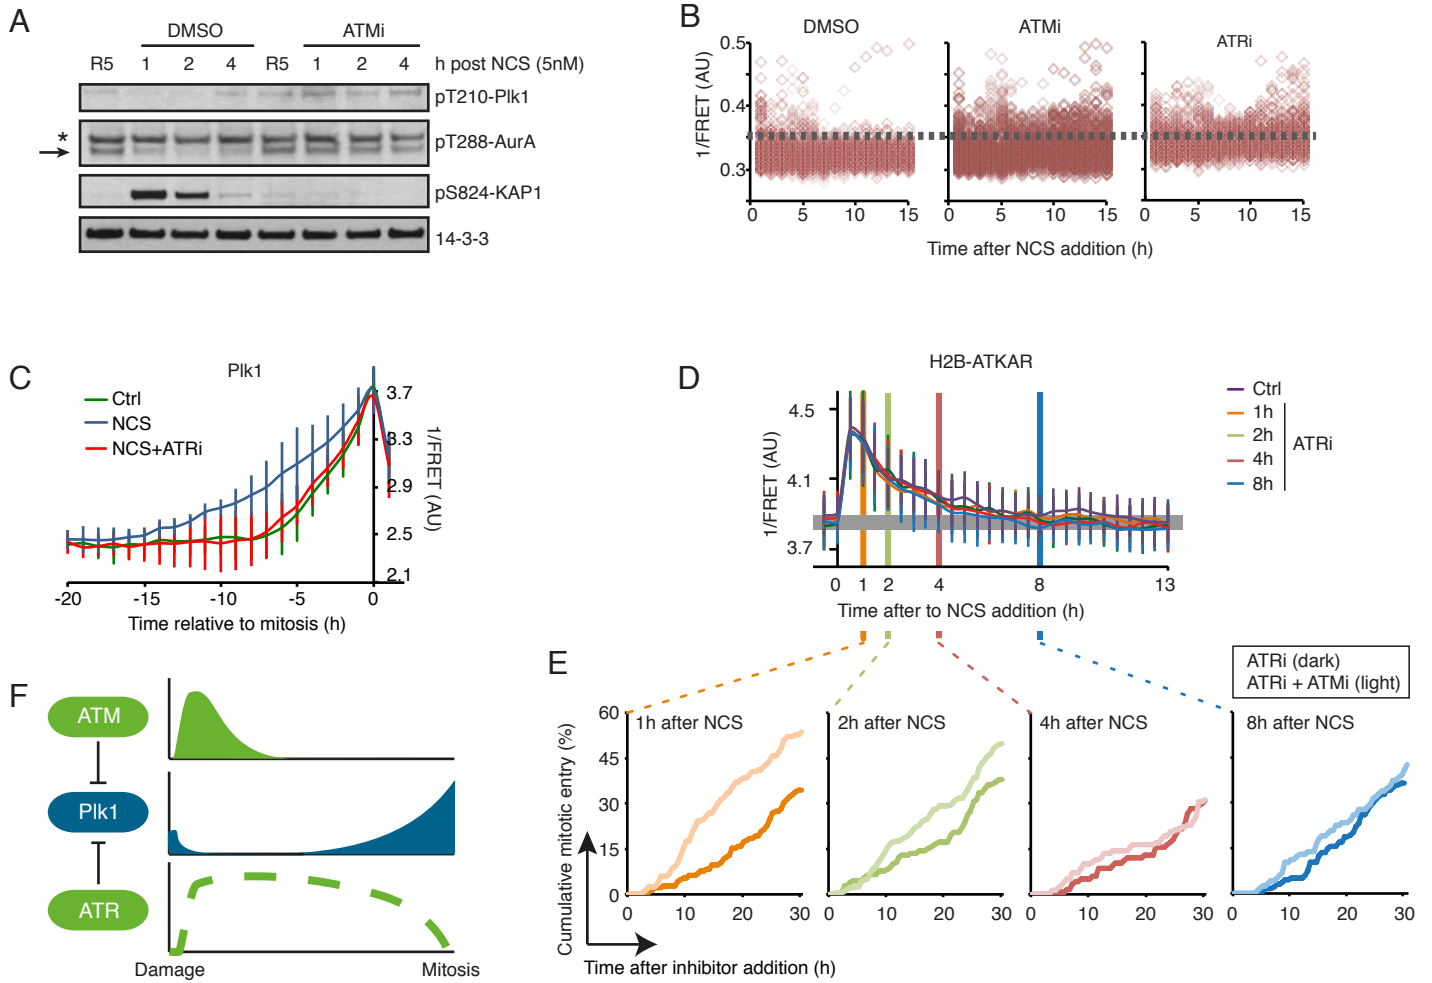 A
DMSO
ATMi
R5 1 2 4 R5 1 2 4 h post NCS (5nM)
pT210-Plk1
*
pT288-AurA
pS824-KAP1
14-3-3
B
DMSO
ATMi
ATRi
1/FRET (AU)
0.5
0.4
0.3
0 5 10 15
0 5 10 15
0 5 10 15
Time after NCS addition (h)
C
Plk1
Ctrl
NCS
NCS+ATRi
3.7
3.3
2.9
2.5
2.1
1/FRET (AU)
-20 -15 -10 -5 0
Time relative to mitosis (h)
D
H2B-ATKAR
1/FRET (AU)
4.5
4.1
3.7
0 1 2 4 8 13
Time after to NCS addition (h)
Ctrl
1h
2h
4h
8h
ATRi
E
ATRi (dark)
ATRi + ATMi (light)
Cumulative mitotic entry (%)
60
45
30
15
0
1h after NCS
2h after NCS
4h after NCS
8h after NCS
0 10 20 30
0 10 20 30
0 10 20 30
0 10 20 30
Time after inhibitor addition (h)
F
ATM
Plk1
ATR
Damage
Mitosis